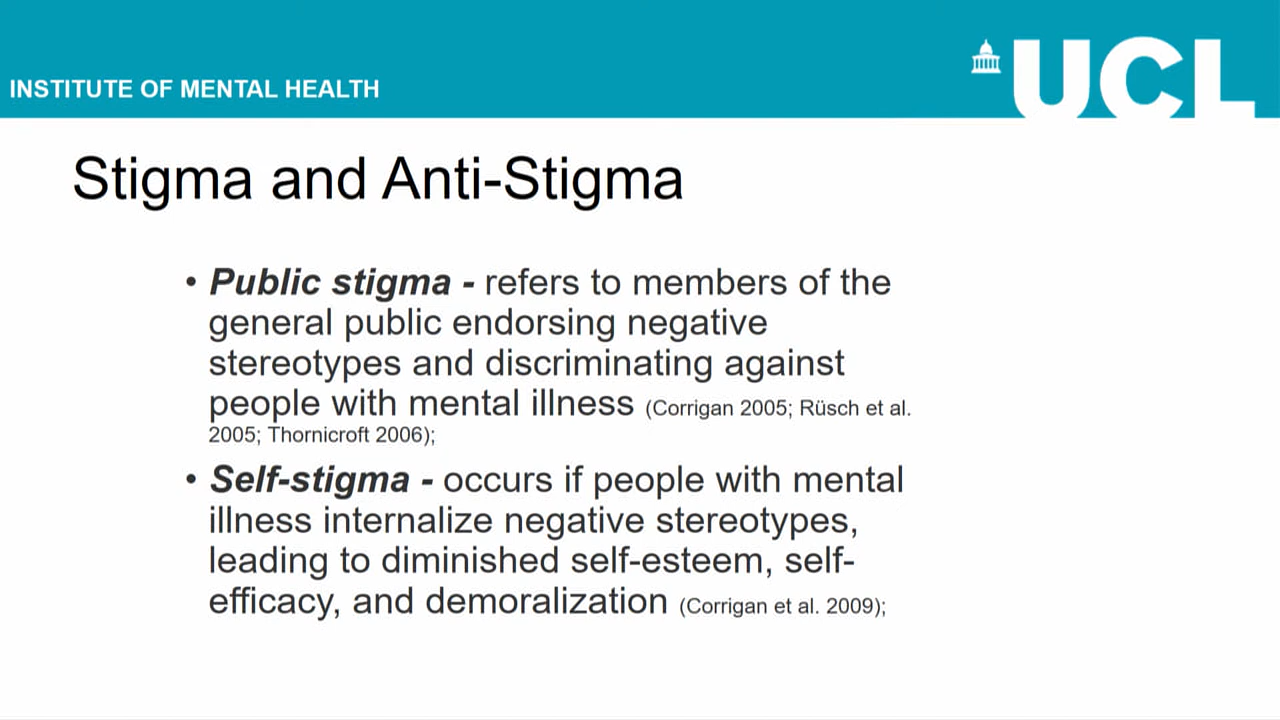 INSTITUTE OF MENTAL HEALTH
UCL
Stigma and Anti-Stigma
• Public stigma - refers to members of the
general public endorsing negative
stereotypes and discriminating against
people with mental illness (Corrigan 2005; Rüsch et al.
2005; Thornicroft 2006);
• Self-stigma - occurs if people with mental
illness internalize negative stereotypes,
leading to diminished self-esteem, self-
efficacy, and demoralization (Corrigan et al. 2009);